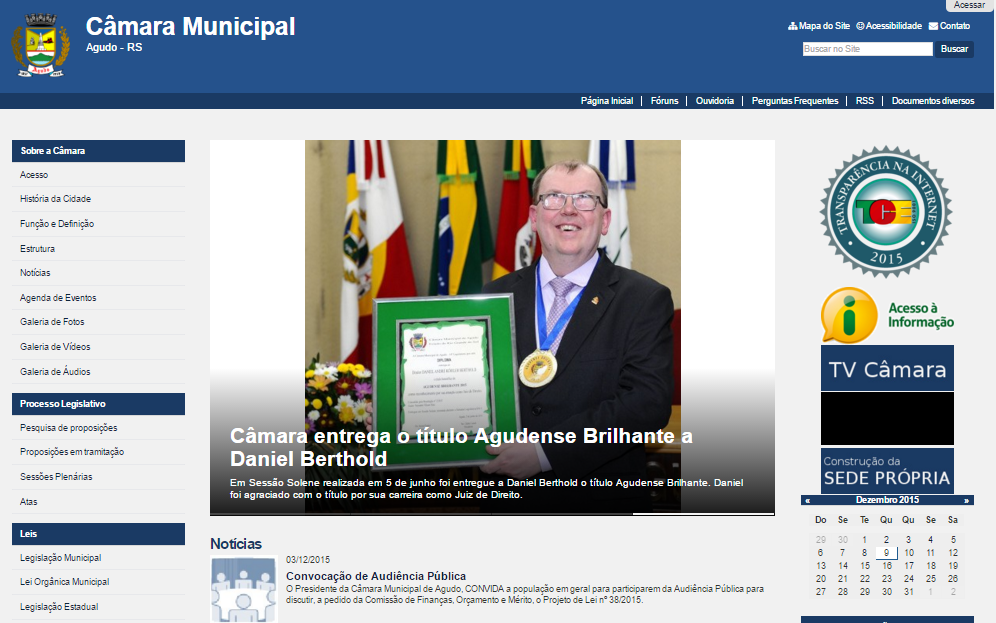 Acessar
Câmara Municipal
Agudo - RS
Mapa do Site Acessibilidade Contato
Buscar no Site Buscar
Página Inicial Fóruns Ouvidoria Perguntas Frequentes RSS Documentos diversos
Sobre a Câmara
Acesso
História da Cidade
Função e Definição
Estrutura
Notícias
Agenda de Eventos
Galeria de Fotos
Galeria de Vídeos
Galeria de Áudios
Processo Legislativo
Pesquisa de proposições
Proposições em tramitação
Sessões Plenárias
Atas
Leis
Legislação Municipal
Lei Orgânica Municipal
Legislação Estadual
Câmara entrega o título Agudense Brilhante a
Daniel Berthold
Em Sessão Solene realizada em 5 de junho foi entregue a Daniel Berthold o título Agudense Brilhante. Daniel
foi agraciado com o título por sua carreira como Juiz de Direito.
Notícias
03/12/2015
Convocação de Audiência Pública
O Presidente da Câmara Municipal de Agudo, CONVIDA a população em geral para participarem da Audiência Pública para
discutir, a pedido da Comissão de Finanças, Orçamento e Mérito, o Projeto de Lei nº 38/2015.
TRANSPARÊNCIA NA INTERNET
TCE
2015
Acesso à
Informação
TV Câmara
Construção da
SEDE PRÓPRIA
« Dezembro 2015 »
Do Se Te Qu Qu Se Sa
29 30 1 2 3 4 5
6 7 8 9 10 11 12
13 14 15 16 17 18 19
20 21 22 23 24 25 26
27 28 29 30 31 1 2